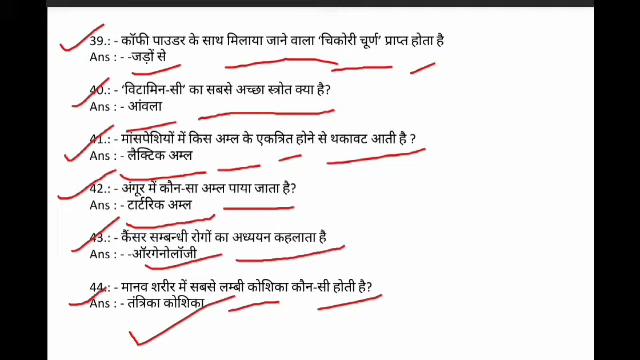 39.: - कॉफी पाउडर के साथ मिलाया जाने वाला ‘चिकोरी चूर्ण’ प्राप्त होता है
Ans : - -जड़ों से
40.: - ‘विटामिन-सी’ का सबसे अच्छा स्त्रोत क्या है?
Ans : - आंवला
41.: - मांसपेशियों में किस अम्ल के एकत्रित होने से थकावट आती है ?
Ans : - लैक्टिक अम्ल
42.: - अंगूर में कौन-सा अम्ल पाया जाता है?
Ans : - टार्टरिक अम्ल
43.: - कैंसर सम्बन्धी रोगों का अध्ययन कहलाता है
Ans : - -ऑरगेनोलॉजी
44.: - मानव शरीर में सबसे लम्बी कोशिका कौन-सी होती है?
Ans : - तंत्रिका कोशिका